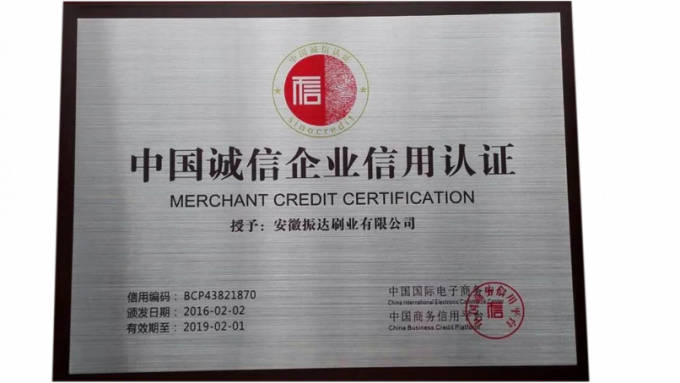 中国诚信认证
信
sinocredit
中国诚信企业信用认证
MERCHANT CREDIT CERTIFICATION
授予：安徽振达刷业有限公司
信用编码： BCP43821870
颁发日期： 2016-02-02
有效期至： 2019-02-01
中国国际电子商务中心
China International Electronic Commerce Center
中国商务信用平台
China Business Credit Platform
信